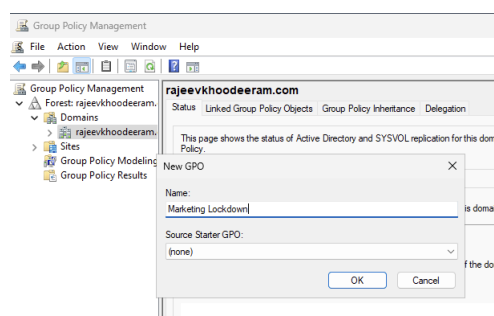 Group Policy Management
File Action View Window Help
Group Policy Management
Forest: rajeevkhoodeeram.
Domains
rajeevkhoodeeram.
Sites
Group Policy Modeling
Group Policy Results
rajeevkhoodeeram.com
Status Linked Group Policy Objects Group Policy Inheritance Delegation
This page shows the status of Active Directory and SYSVOL replication for this dom
Policy.
New GPO
Name:
Marketing Lockdown
is doma
Source Starter GPO:
(none)
f the do
OK Cancel